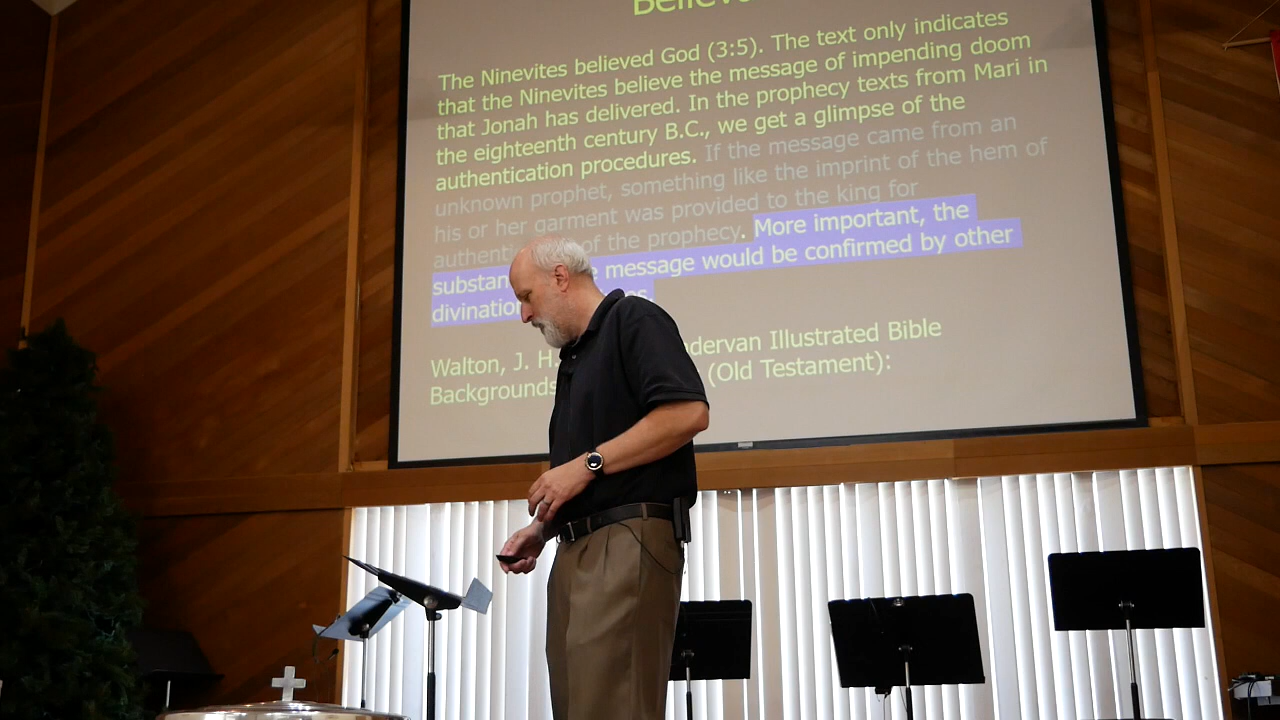 The Ninevites believed God (3:5). The text only indicates
that the Ninevites believe the message of impending doom
that Jonah has delivered. In the prophecy texts from Mari in
the eighteenth century B.C., we get a glimpse of the
authentication procedures. If the message came from an
unknown prophet, something like the imprint of the hem of
his or her garment was provided to the king for
of the prophecy. More important, the
message would be confirmed by other
divination
Walton, J. H. Illustrated Bible
Backgrounds (Old Testament):